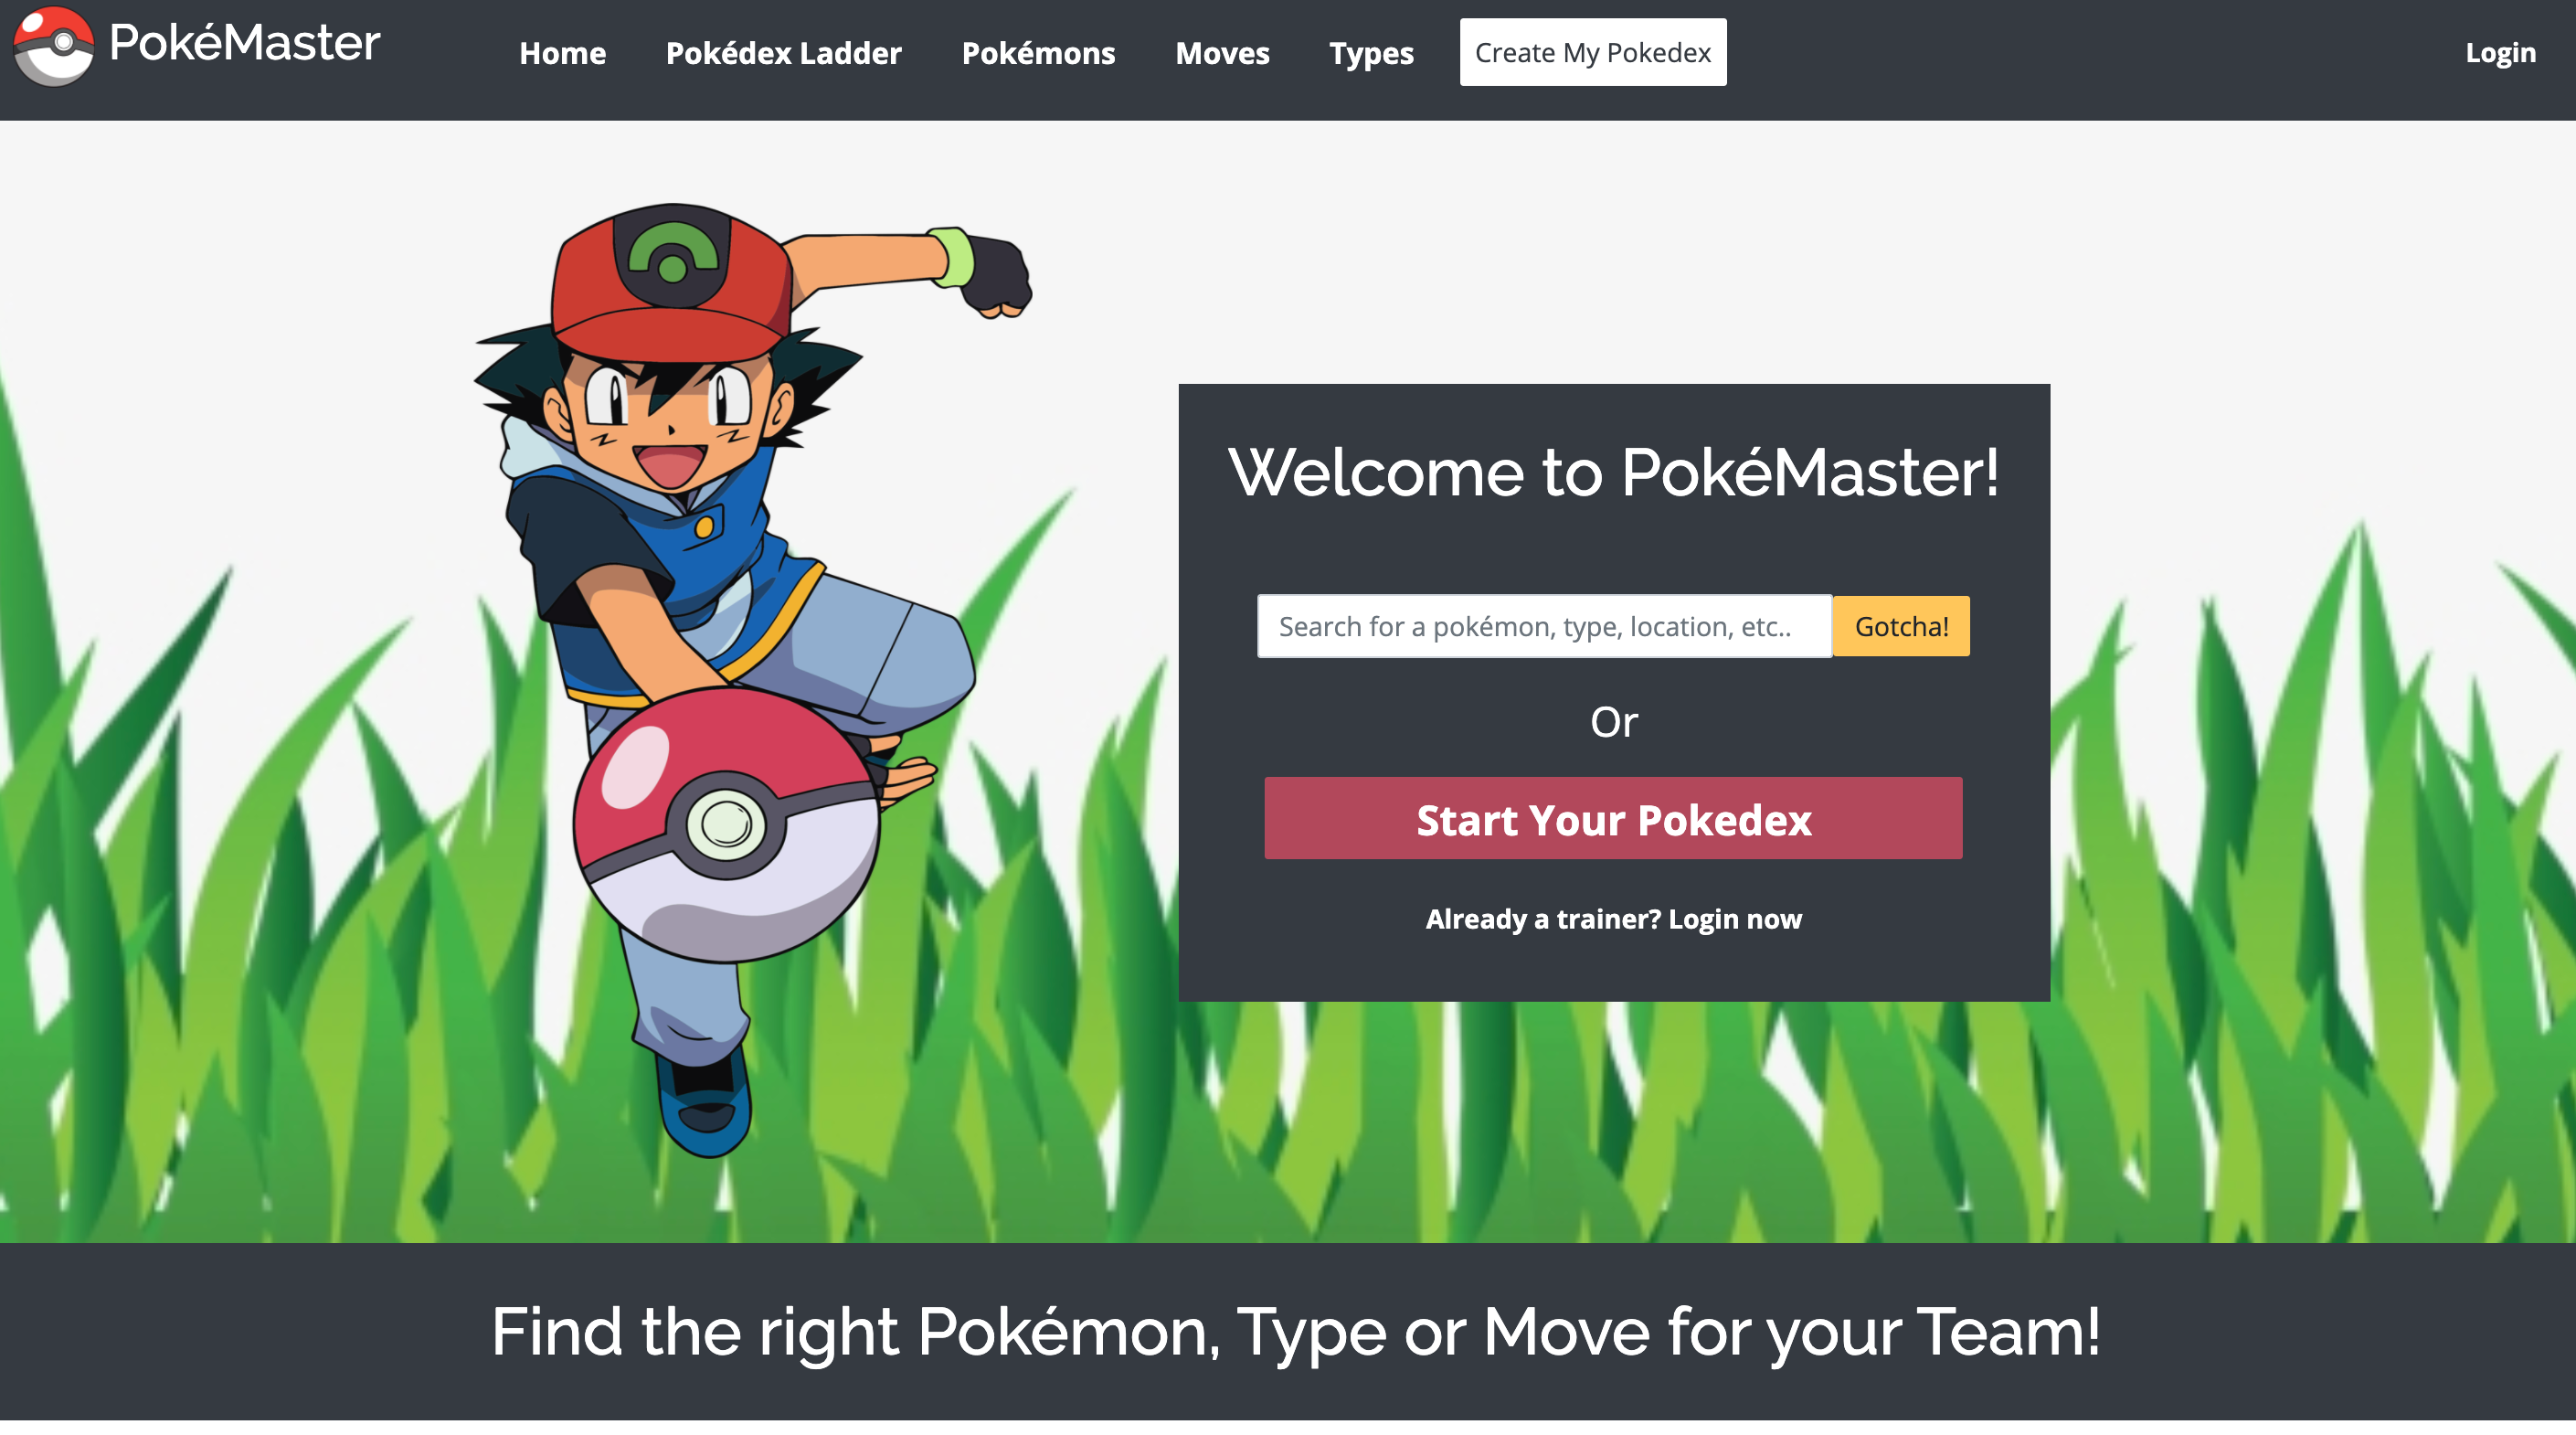 PokéMaster
Home
Pokédex Ladder
Pokémons
Moves
Types
Create My Pokedex
Login
Welcome to PokéMaster!
Search for a pokémon, type, location, etc..
Gotcha!
Or
Start Your Pokedex
Already a trainer? Login now
Find the right Pokémon, Type or Move for your Team!